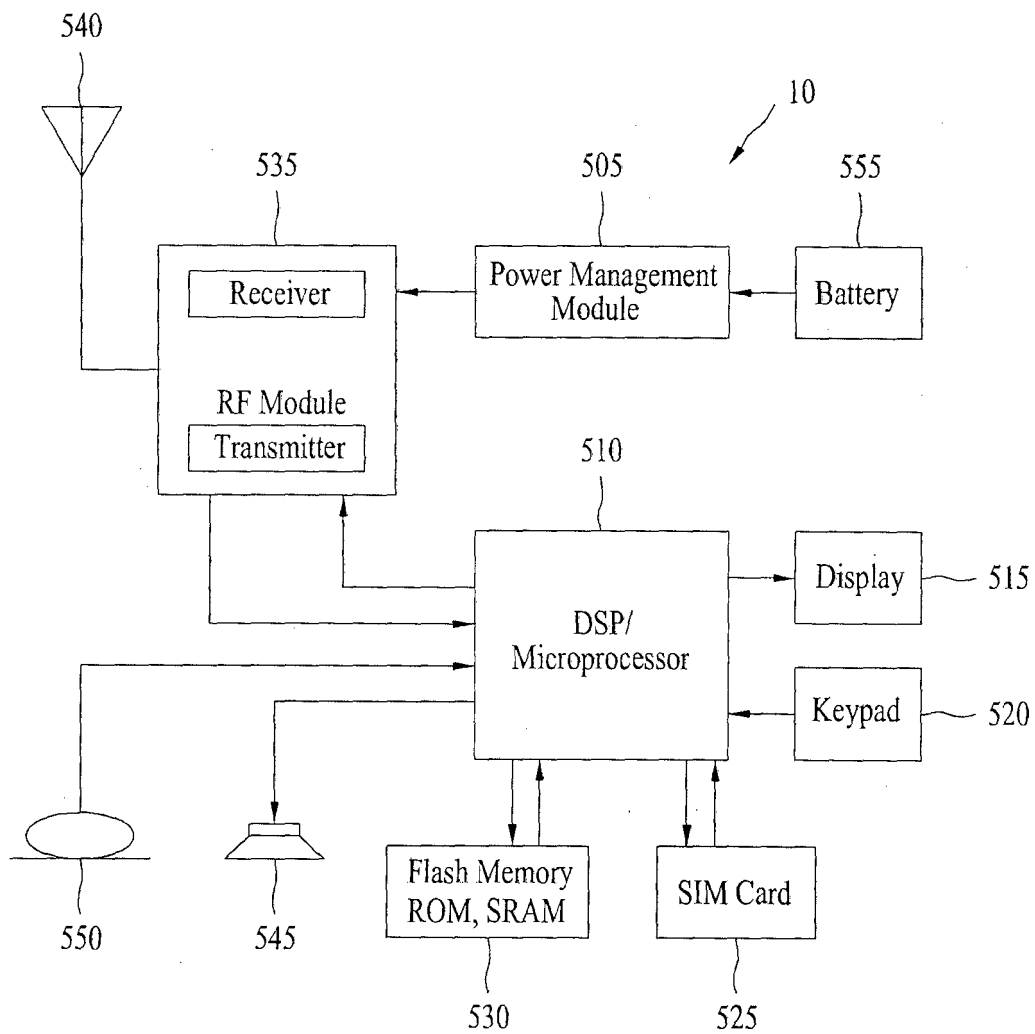 540
10
535
505
555
Receiver
Power Management
Module
Battery
RF Module
Transmitter
510
DSP/
Microprocessor
Display
515
Keypad
520
Flash Memory
ROM, SRAM
SIM Card
550
545
530
525